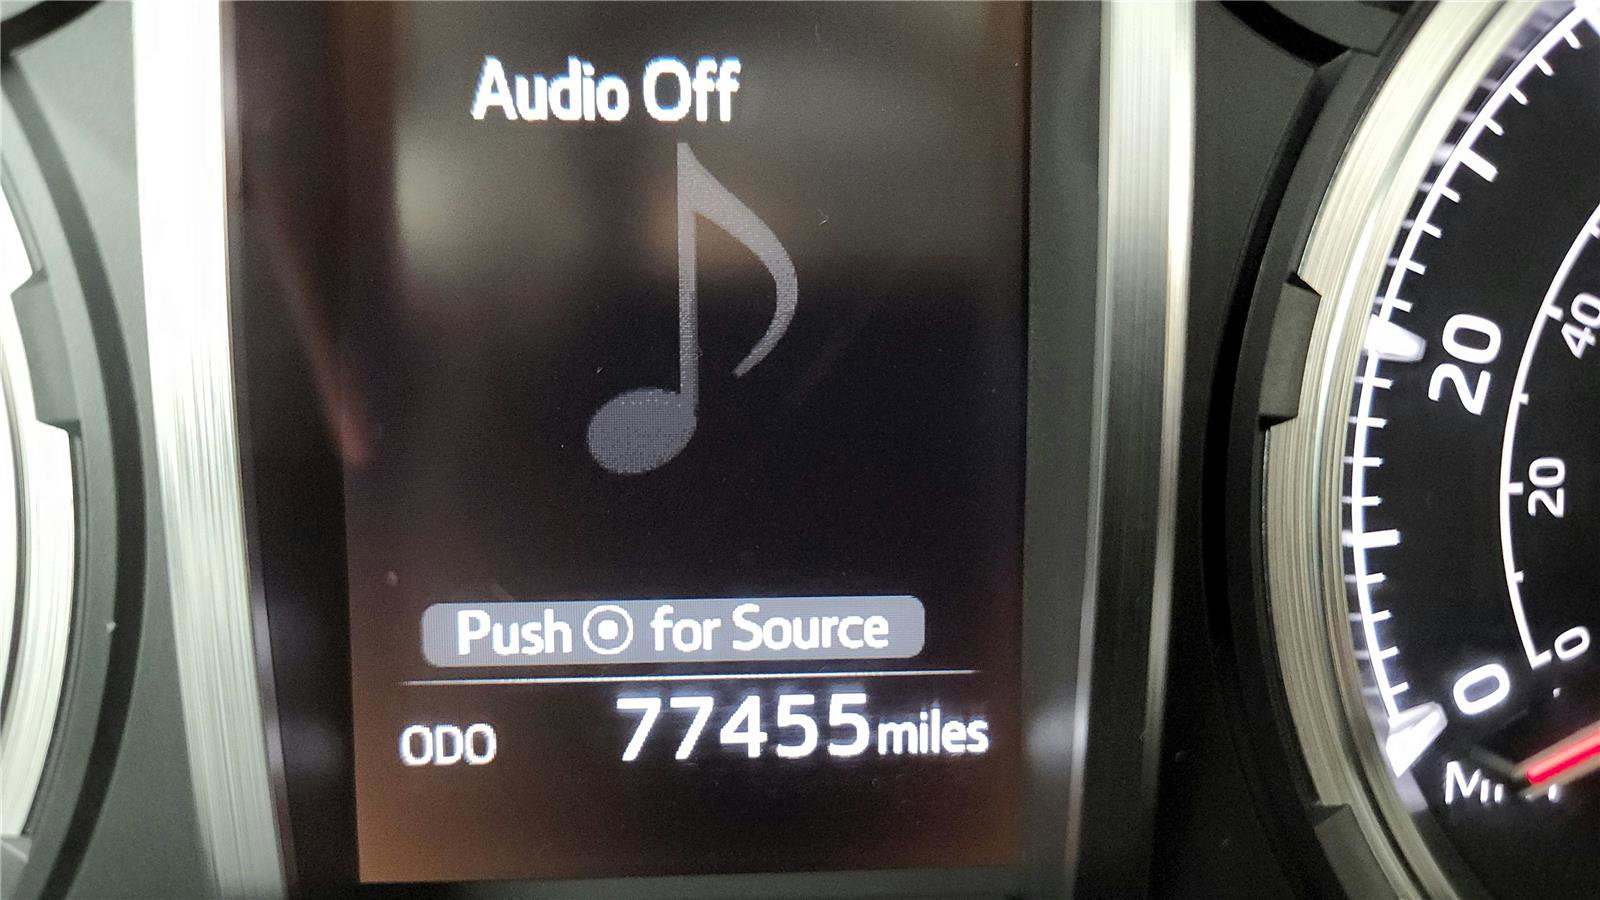 Audio Off
Push for Source
ODO 77455 miles
20
40
20
0
0